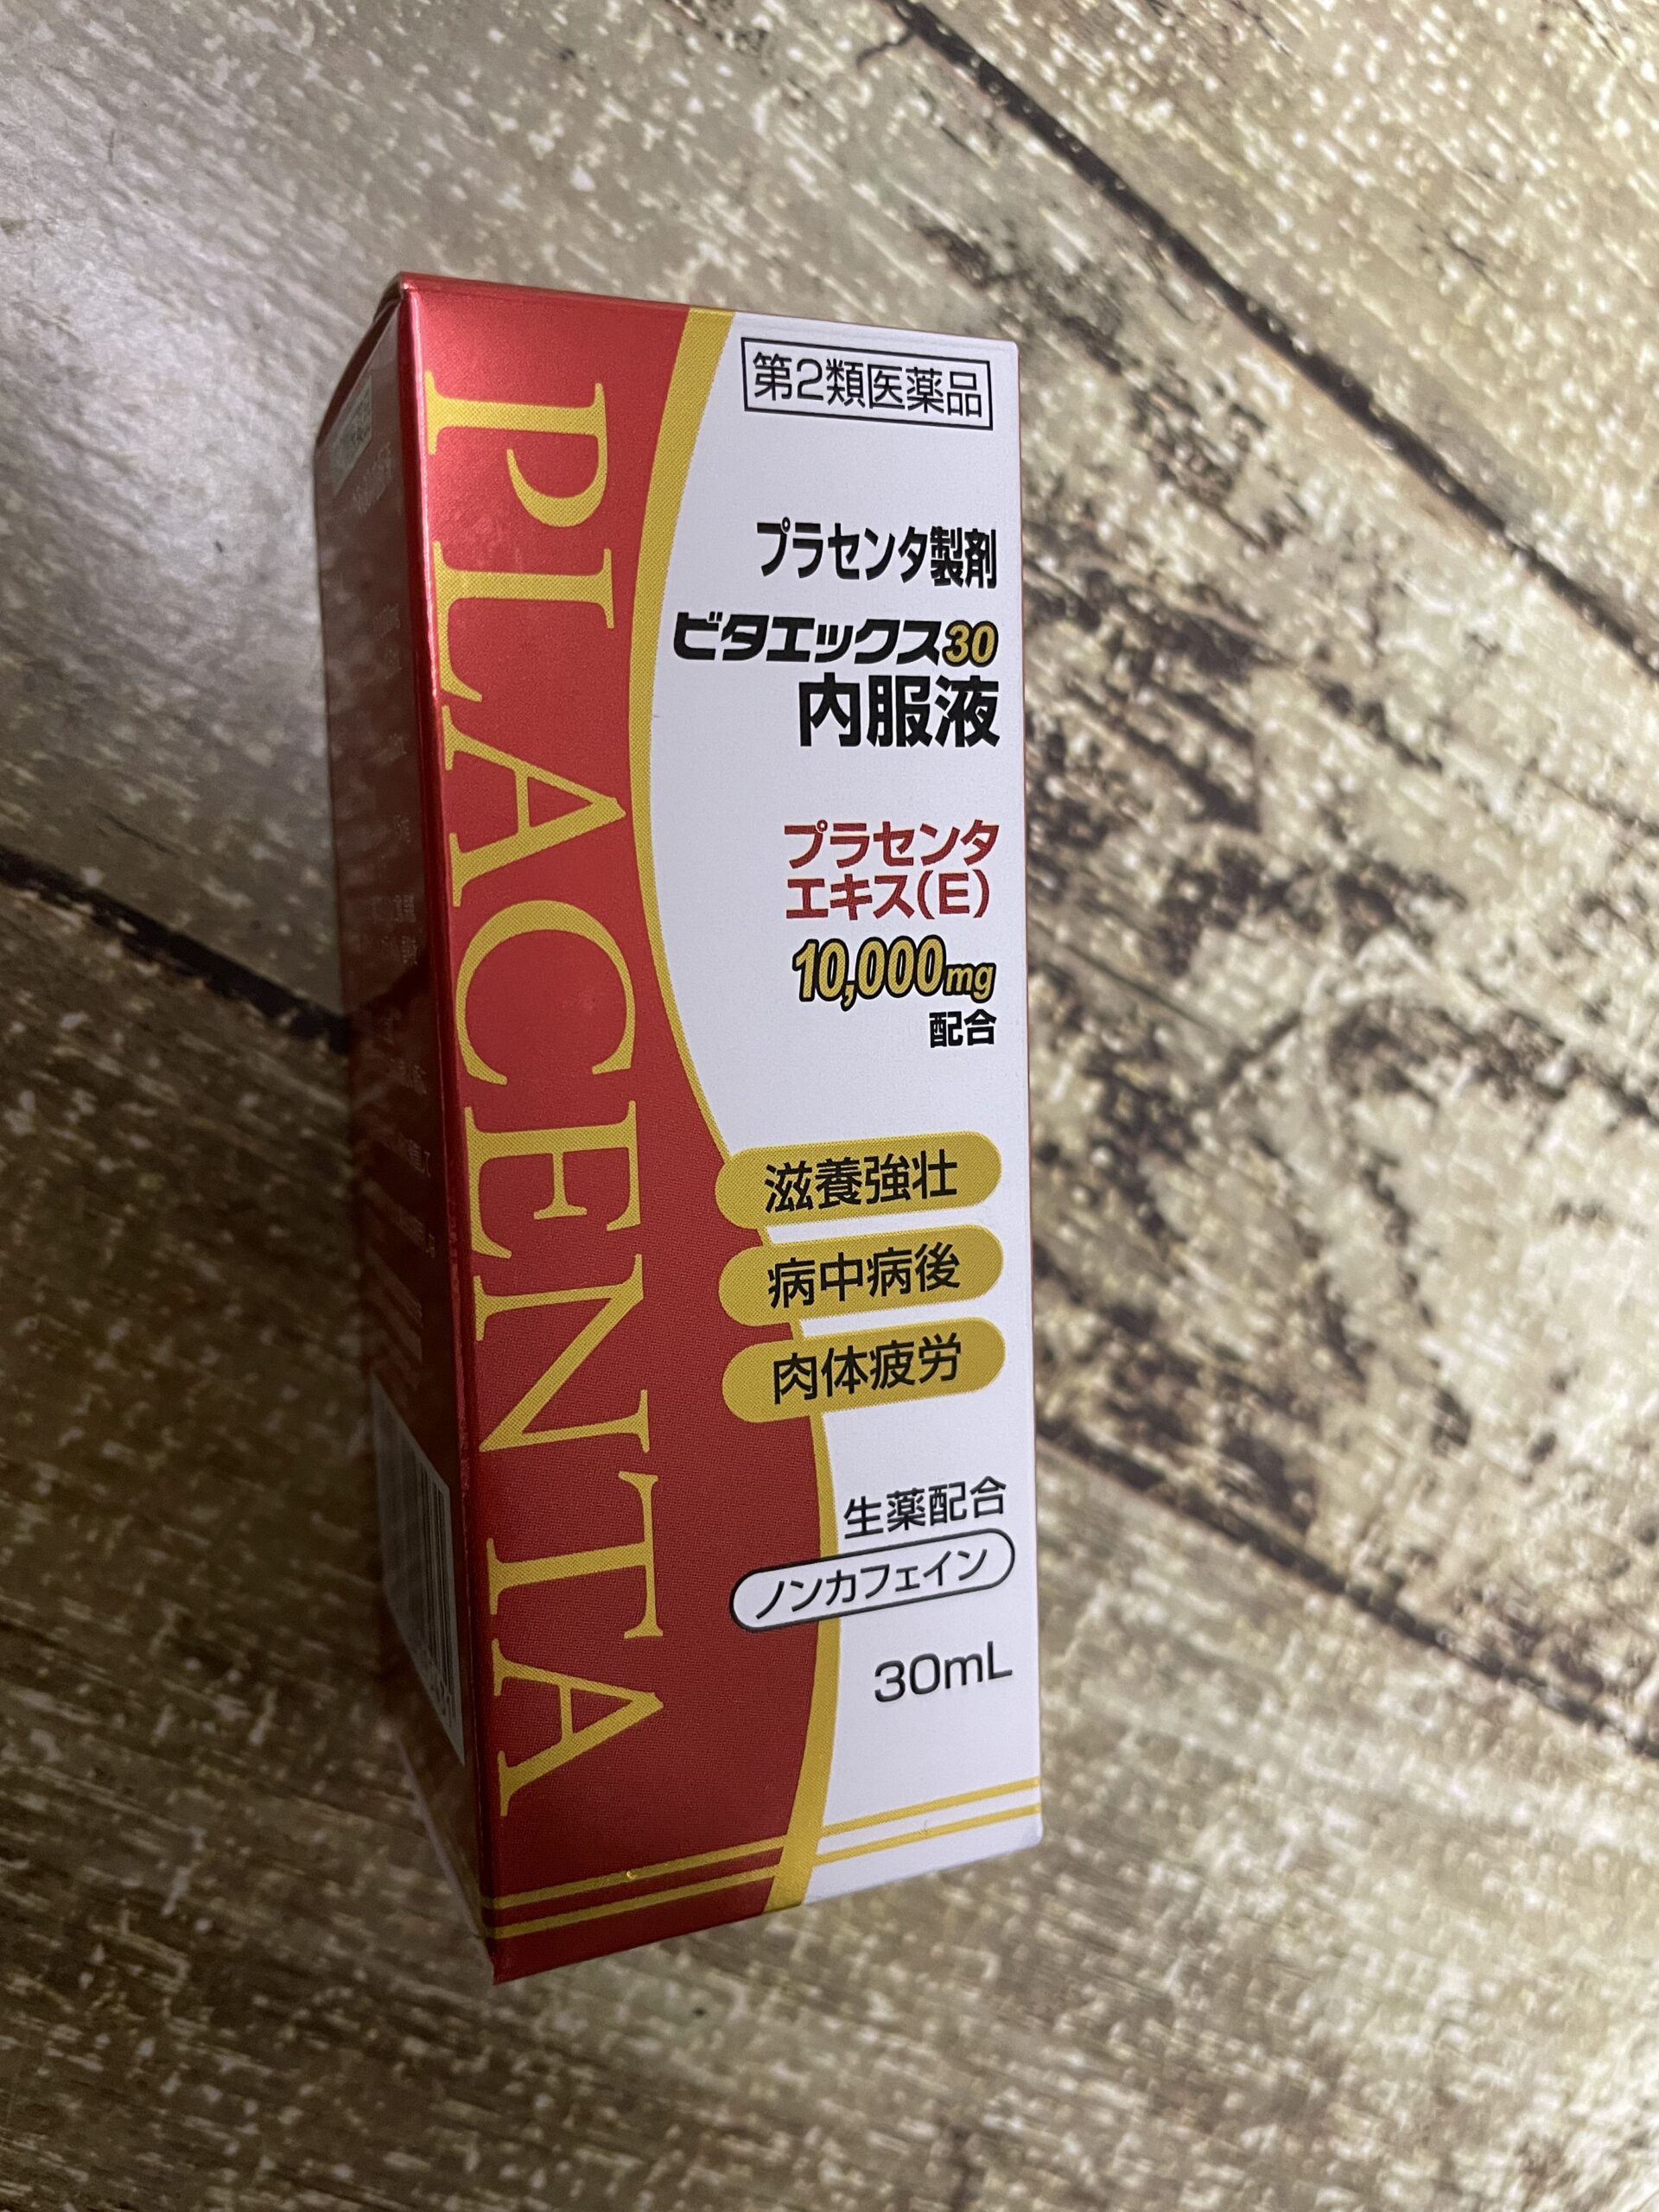 PLACENTA
第2類医薬品
プラセンタ製剤
ビタエックス30
内服液
プラセンタ
エキス(E)
10,000mg
配合
滋養強壮
病中病後
肉体疲労
生薬配合
ノンカフェイン
30mL